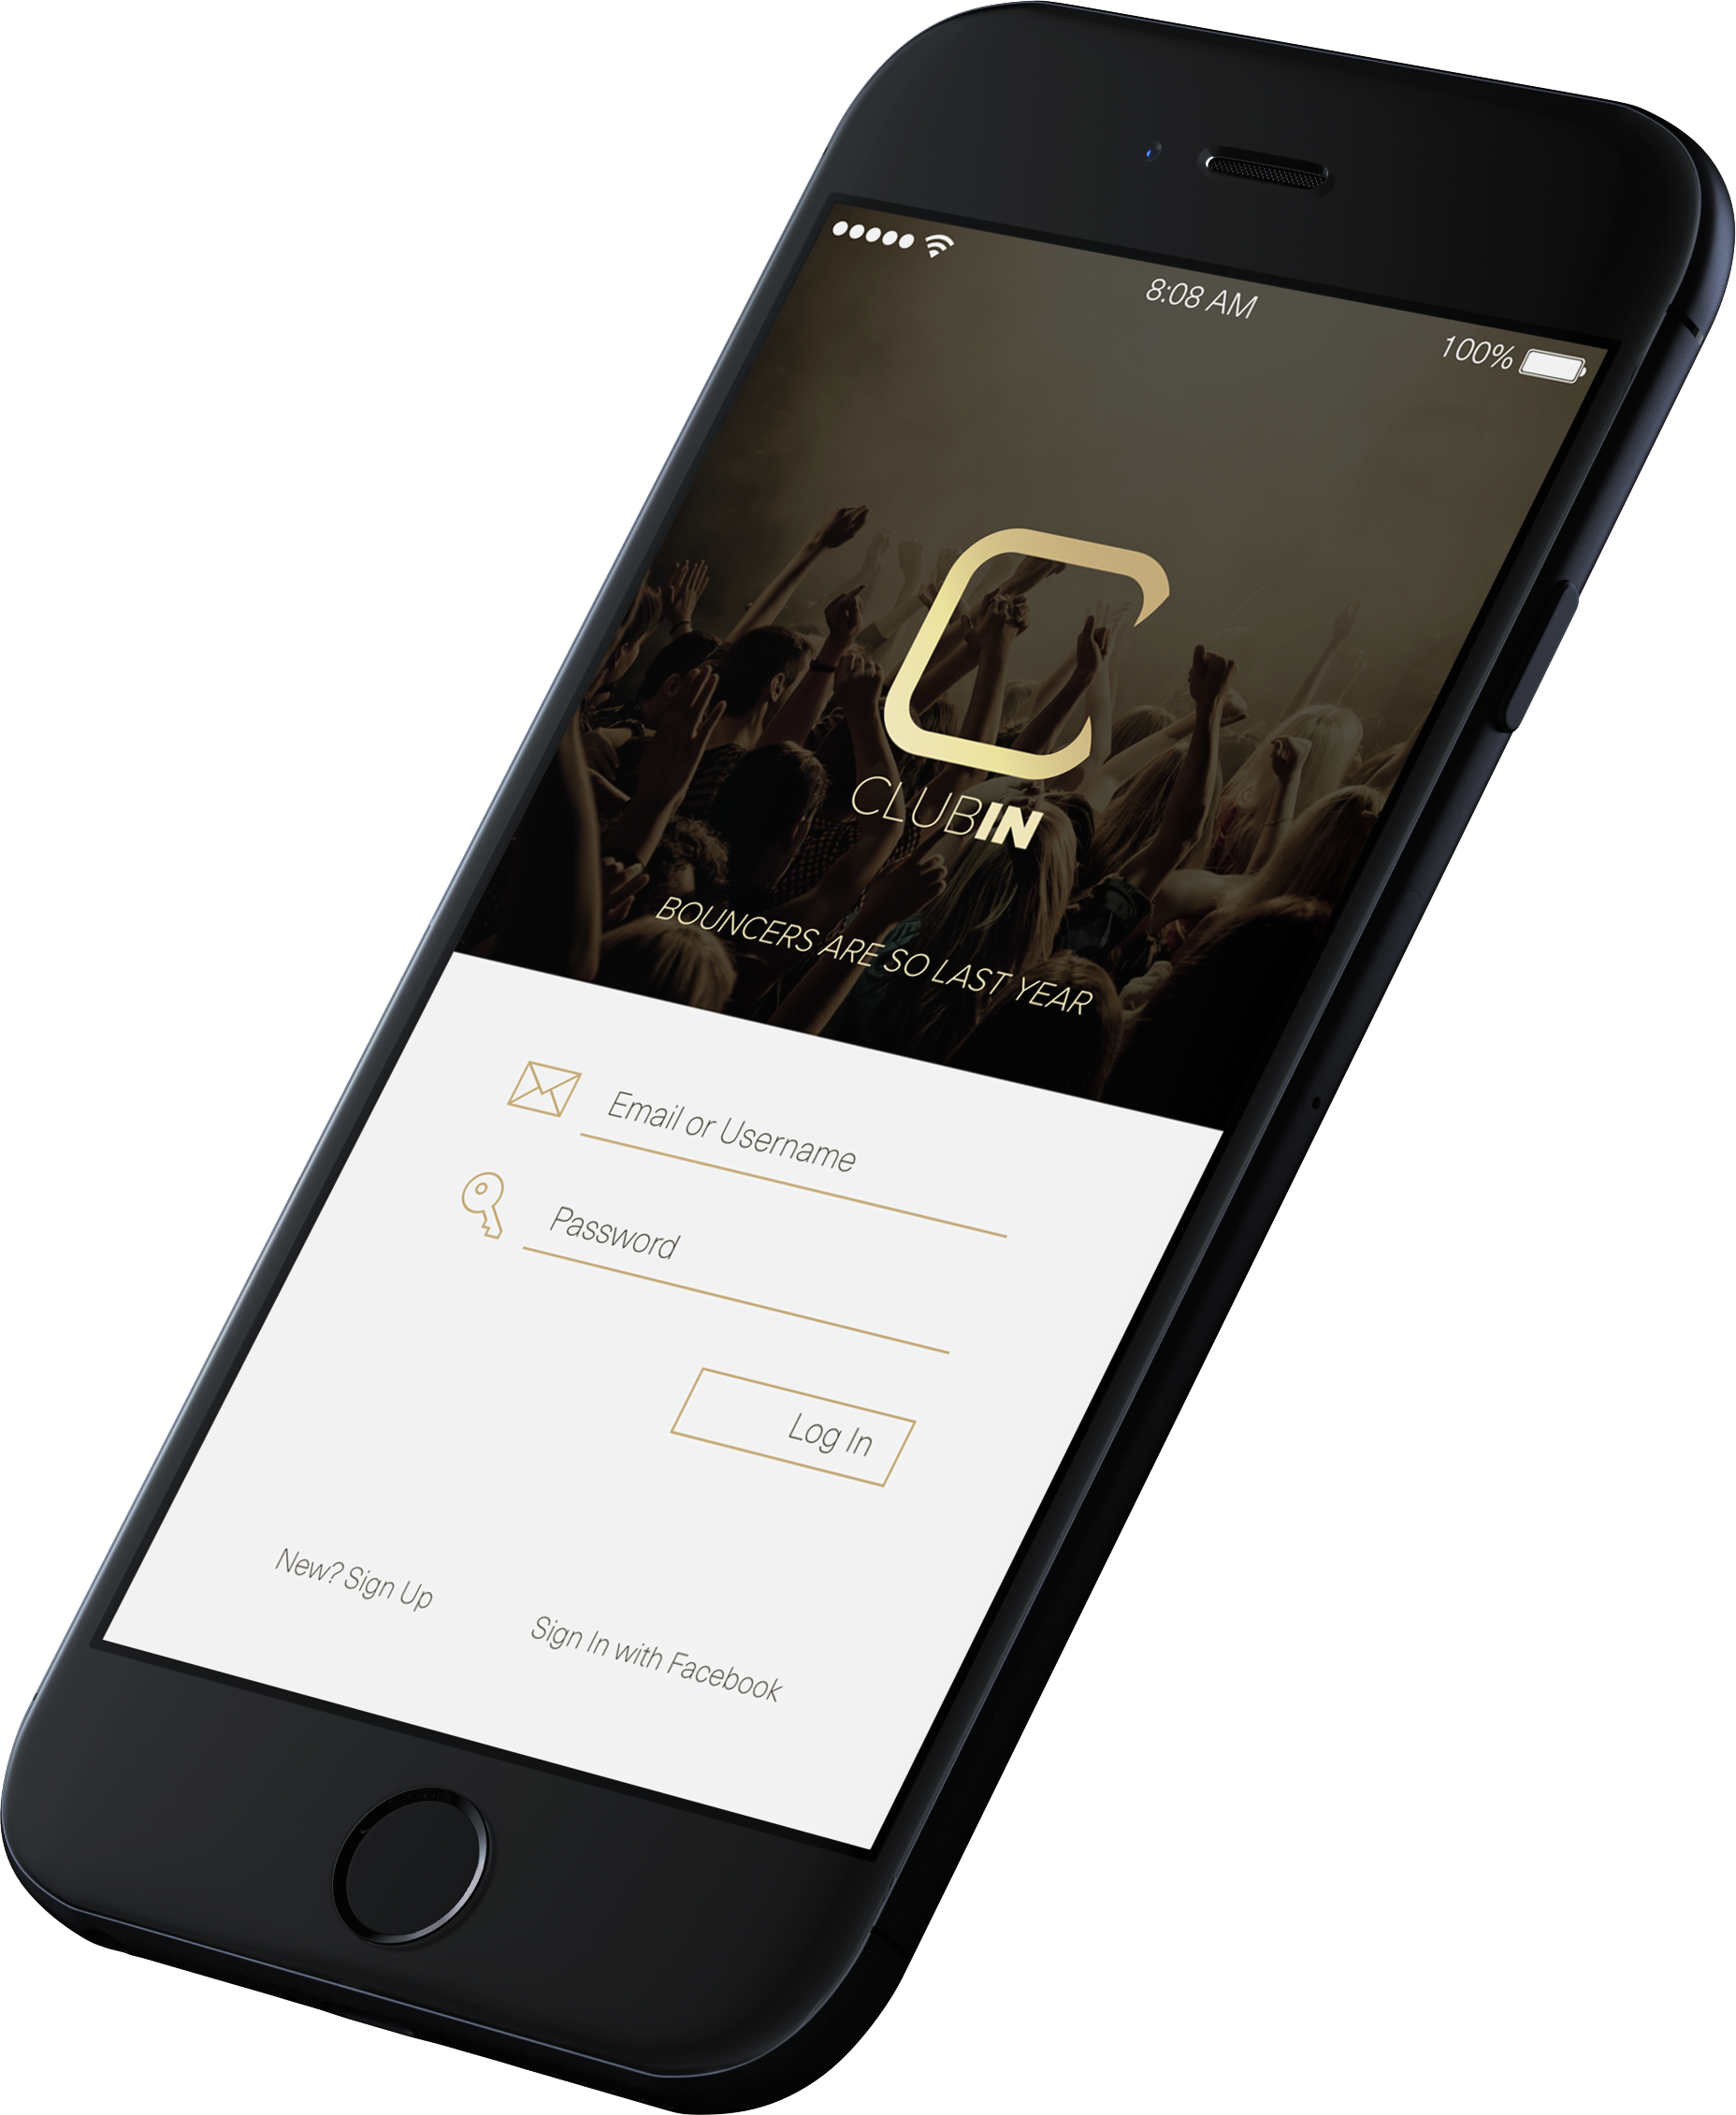 8:08 AM
100%
CLUBIN
BOUNCERS ARE SO LAST YEAR
Email or Username
Password
Log In
New? Sign Up
Sign In with Facebook